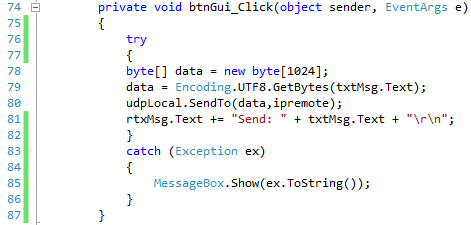 74 private void btnGui_Click(object sender, EventArgs e)
75 {
76 try
77 {
78 byte[] data = new byte[1024];
79 data = Encoding.UTF8.GetBytes(txtMsg.Text);
80 udpLocal.SendTo(data,ipremote);
81 rtxMsg.Text += "Send: " + txtMsg.Text + "\r\n";
82 }
83 catch (Exception ex)
84 {
85 MessageBox.Show(ex.ToString());
86 }
87 }